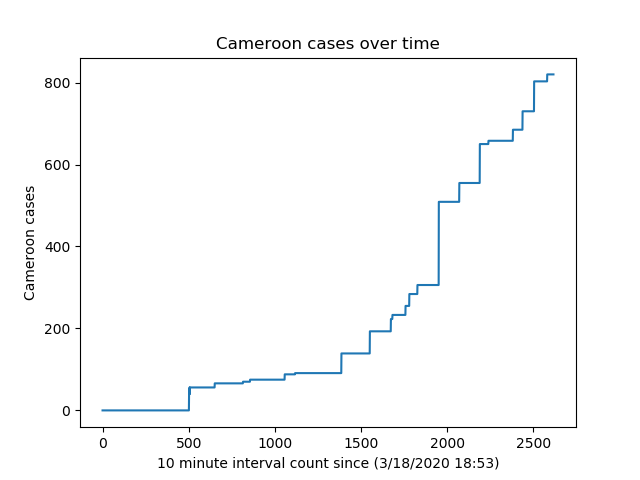 Cameroon cases over time
Cameroon cases
800
600
400
200
0
0 500 1000 1500 2000 2500
10 minute interval count since (3/18/2020 18:53)